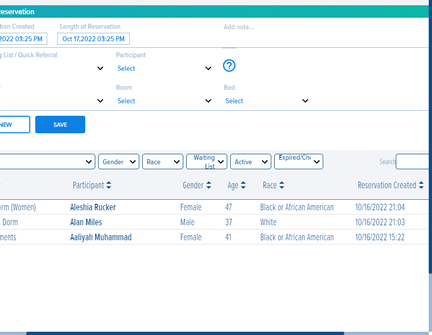 eservation
tion Created Length of Reservation Add note...
2022 03:25 PM Oct 17,2022 03:25 PM
g List / Quick Referral Participant
Select
Room Bed
Select Select
NEW SAVE
Gender Race Waiting List Active Expired/Che Search
Participant Gender Age Race Reservation Created
orm (Women) Aleshia Rucker Female 47 Black or African American 10/16/2022 21:04
Dorm Alan Miles Male 37 White 10/16/2022 21:03
ments Aaliyah Muhammad Female 41 Black or African American 10/16/2022 15:22